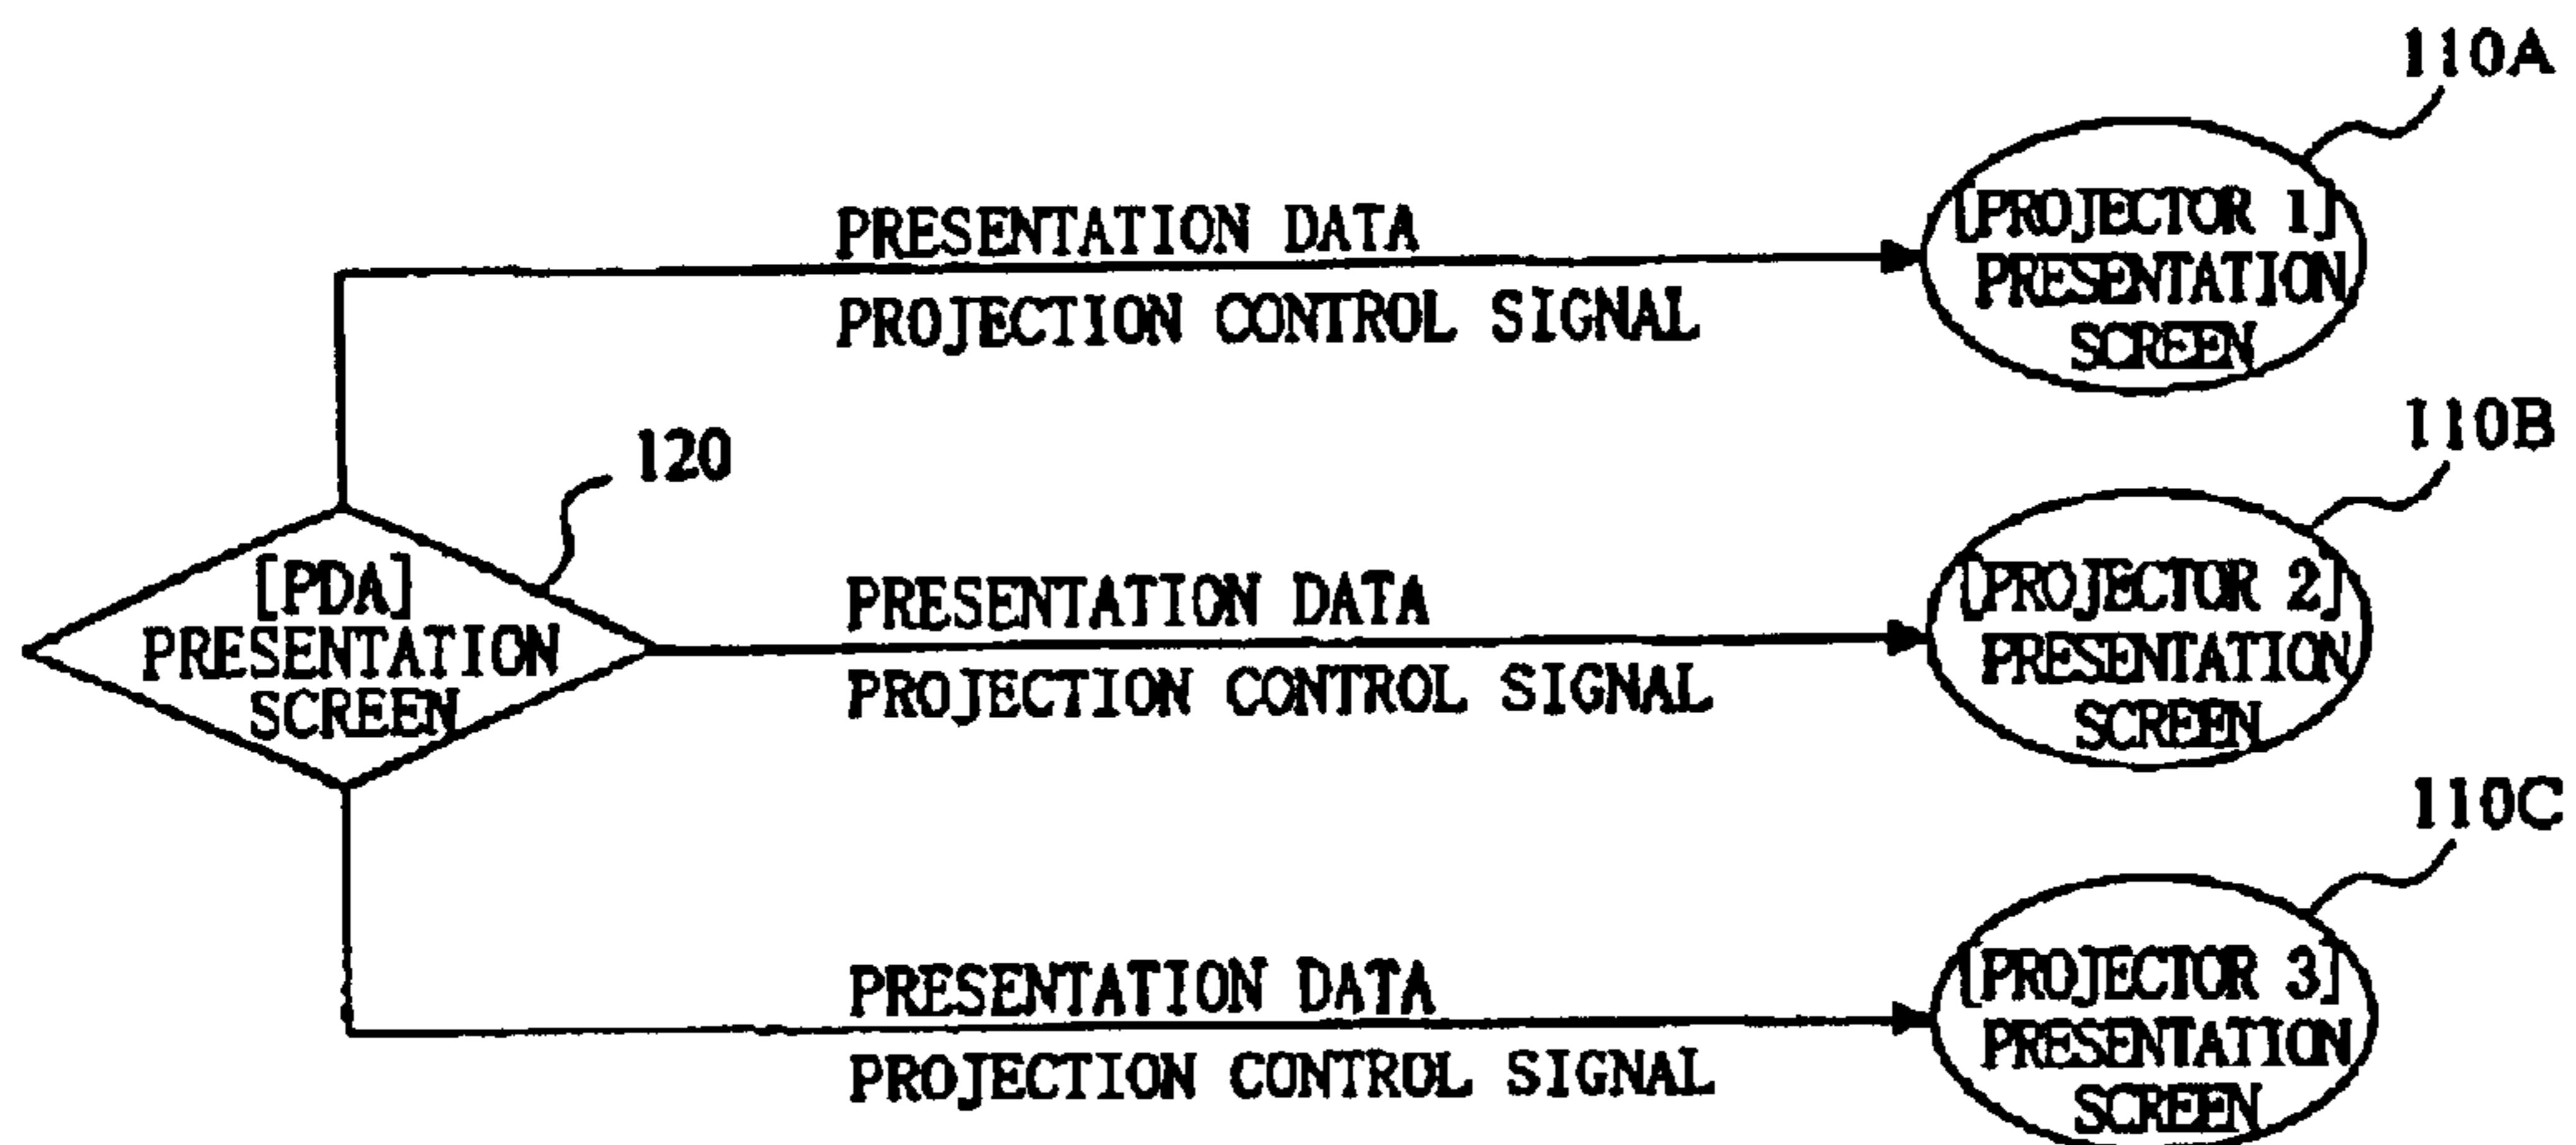 110A
PRESENTATION DATA
PROJECTION CONTROL SIGNAL
[PROJECTOR 1]
PRESENTATION
SCREEN
120
[PDA]
PRESENTATION
SCREEN
110B
PRESENTATION DATA
PROJECTION CONTROL SIGNAL
[PROJECTOR 2]
PRESENTATION
SCREEN
110C
PRESENTATION DATA
PROJECTION CONTROL SIGNAL
[PROJECTOR 3]
PRESENTATION
SCREEN